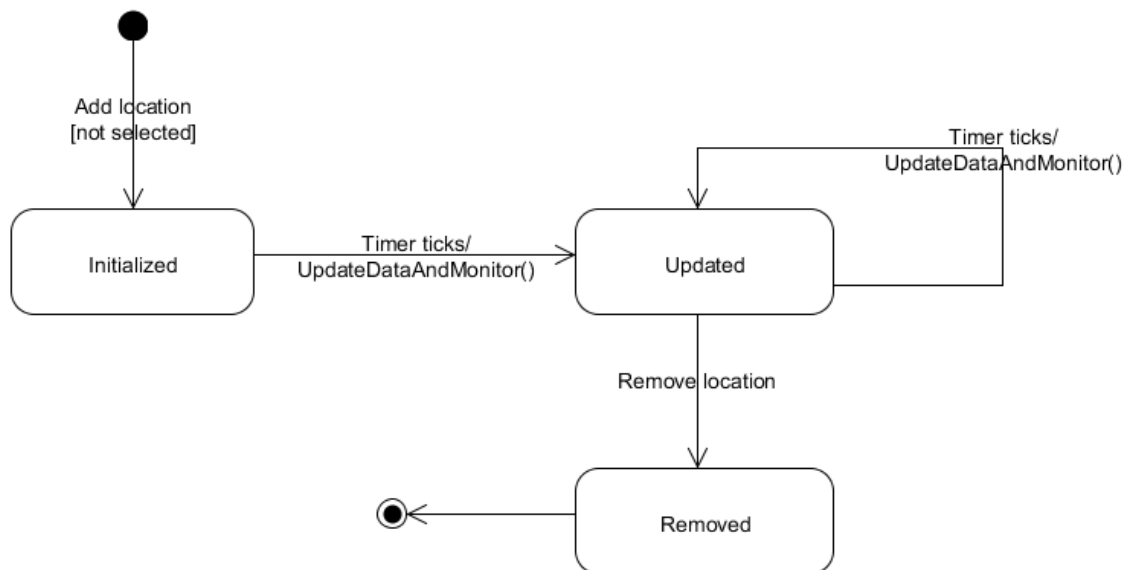 Add location
[not selected]
Timer ticks/
UpdateDataAndMonitor()
Initialized
Timer ticks/
UpdateDataAndMonitor()
Updated
Remove location
Removed